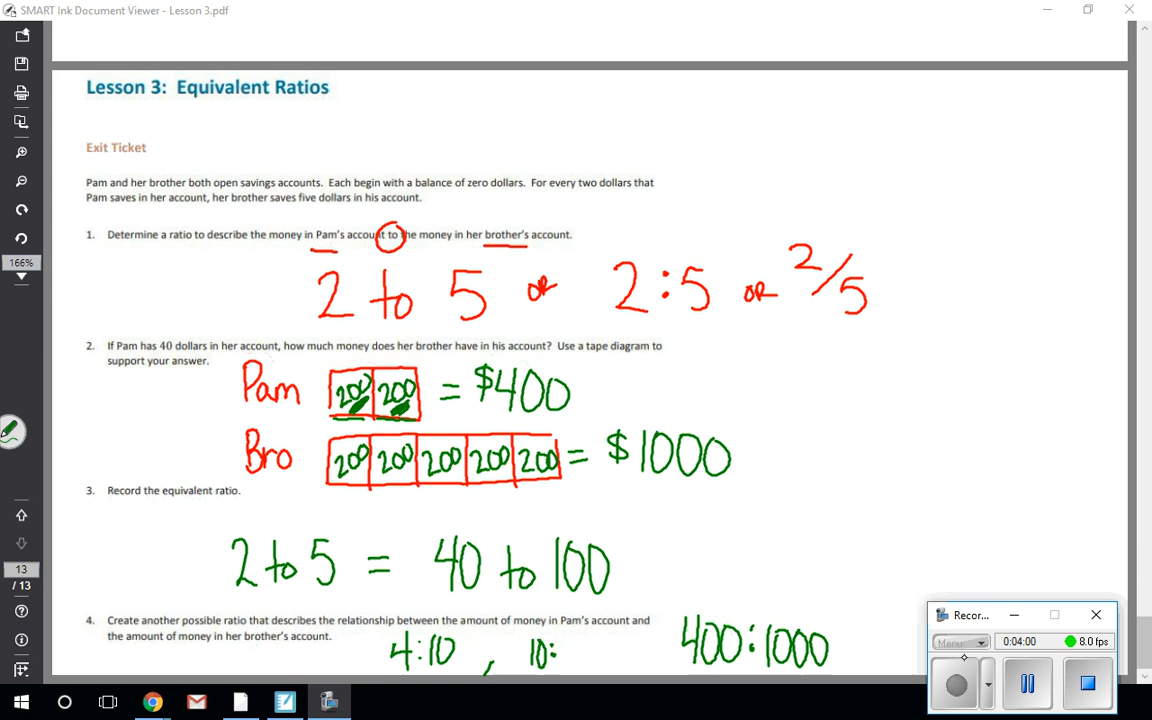 SMART Ink Document Viewer - Lesson 3.pdf
Lesson 3: Equivalent Ratios
Exit Ticket
Pam and her brother both open savings accounts. Each begin with a balance of zero dollars. For every two dollars that
Pam saves in her account, her brother saves five dollars in his account.
1. Determine a ratio to describe the money in Pam's account to the money in her brother's account.
2 to 5 or 2:5 OR 2/5
166%
2. If Pam has 40 dollars in her account, how much money does her brother have in his account? Use a tape diagram to
support your answer.
Pam 200 200 = $400
Bro 200 200 200 200 200 = $1000
3. Record the equivalent ratio.
2 to 5 = 40 to 100
13
/ 13
4. Create another possible ratio that describes the relationship between the amount of money in Pam's account and
the amount of money in her brother's account.
4:10 , 10: 400:1000
Recor...
Menu 0:04:00 8.0 fps